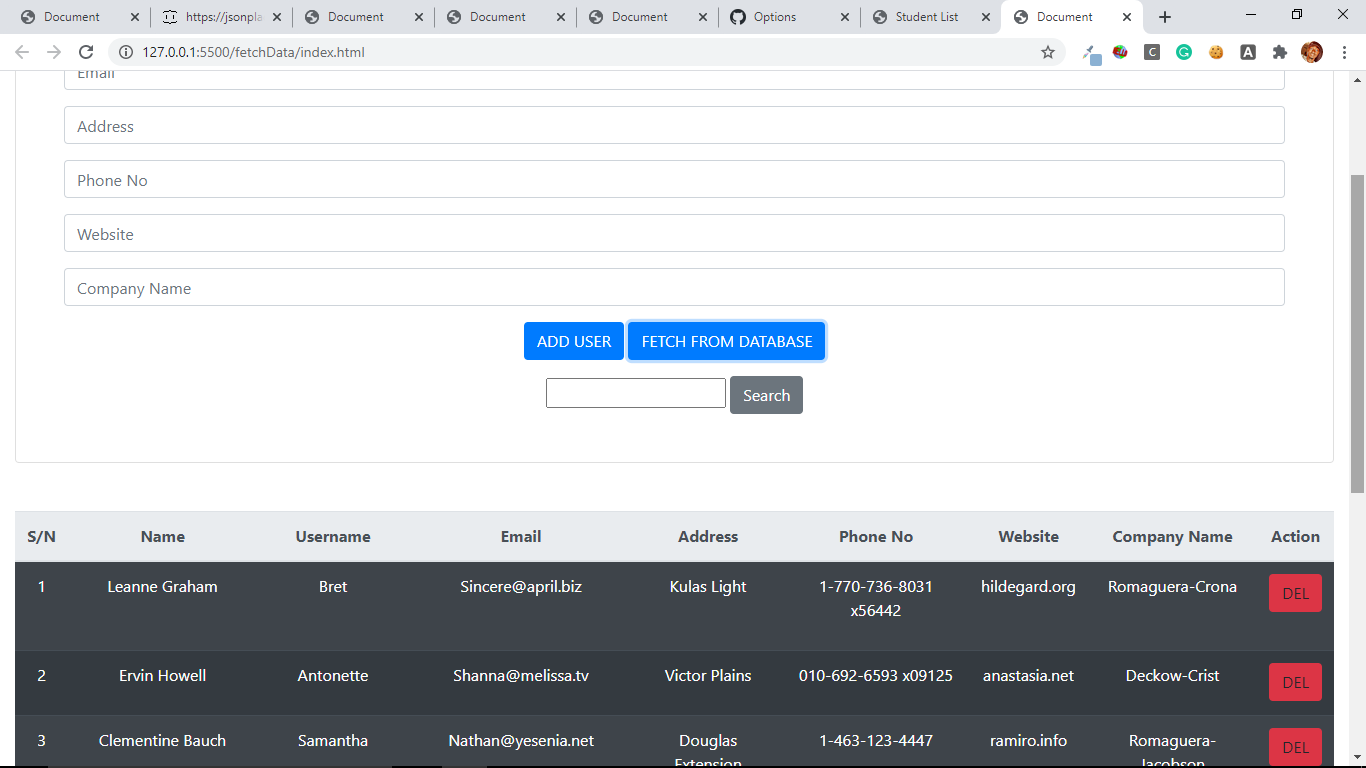 Document
https://jsonpla
Document
Document
Document
Options
Student List
Document
127.0.0.1:5500/fetchData/index.html
Email
Address
Phone No
Website
Company Name
ADD USER FETCH FROM DATABASE
Search
S/N Name Username Email Address Phone No Website Company Name Action
1 Leanne Graham Bret Sincere@april.biz Kulas Light 1-770-736-8031 hildegard.org Romaguera-Crona DEL
x56442
2 Ervin Howell Antonette Shanna@melissa.tv Victor Plains 010-692-6593 x09125 anastasia.net Deckow-Crist DEL
3 Clementine Bauch Samantha Nathan@yesenia.net Douglas 1-463-123-4447 ramiro.info Romaguera- DEL
Extension Jacobson